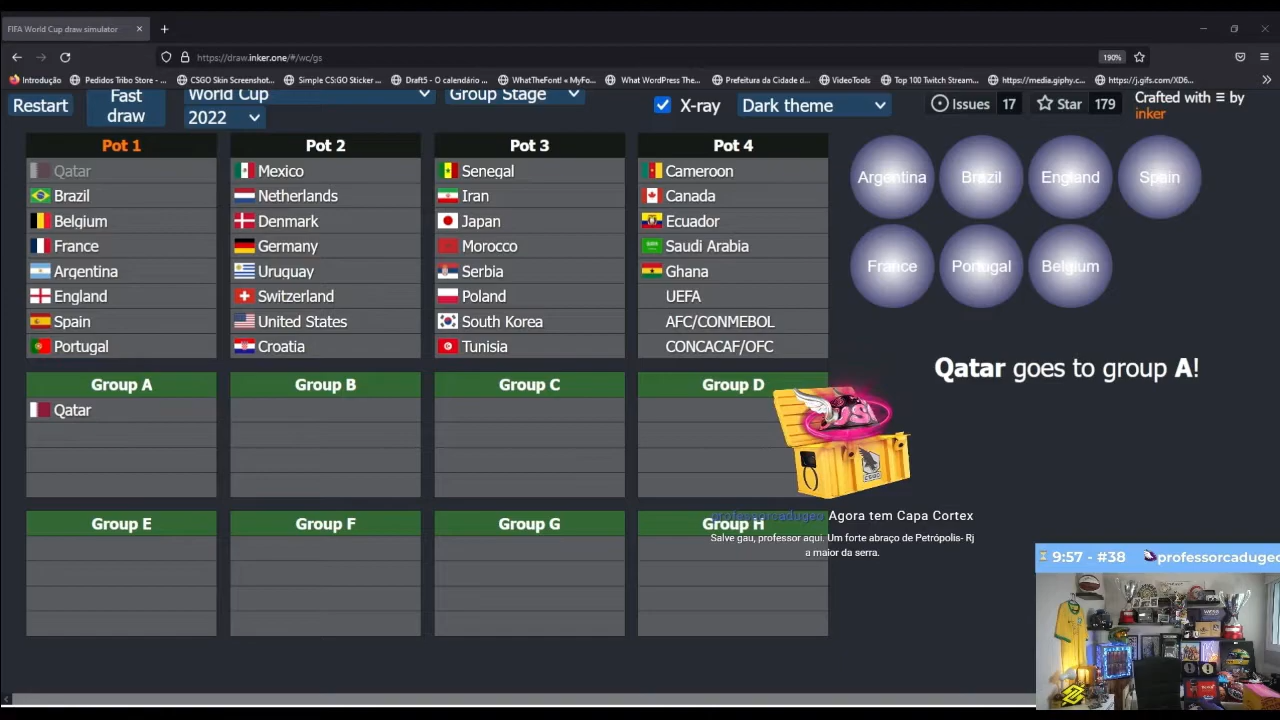 FIFA World Cup draw simulator
https://draw.inker.one/#/wc/gs
190%
Introdução
Pedidos Tribo Store - ...
CSGO Skin Screenshot...
Simple CS:GO Sticker ...
Draft5 - O calendário ...
WhatTheFont! « MyFo...
What WordPress The...
Prefeitura da Cidade d...
VideoTools
Top 100 Twitch Stream...
https://media.giphy.c...
https://j.gifs.com/XD6...
Restart
Fast draw
World Cup
2022
Group Stage
X-ray
Dark theme
Issues 17
Star 179
Crafted with ☰ by
inker
Pot 1
Qatar
Brazil
Belgium
France
Argentina
England
Spain
Portugal
Pot 2
Mexico
Netherlands
Denmark
Germany
Uruguay
Switzerland
United States
Croatia
Pot 3
Senegal
Iran
Japan
Morocco
Serbia
Poland
South Korea
Tunisia
Pot 4
Cameroon
Canada
Ecuador
Saudi Arabia
Ghana
UEFA
AFC/CONMEBOL
CONCACAF/OFC
Argentina
Brazil
England
Spain
France
Portugal
Belgium
Qatar goes to group A!
Group A
Qatar
Group B
Group C
Group D
Group E
Group F
Group G
Group H
professorcadugeo Agora tem Capa Cortex
Salve gau, professor aqui. Um forte abraço de Petrópolis- Rj
a maior da serra.
9:57 - #38
professorcadugeo